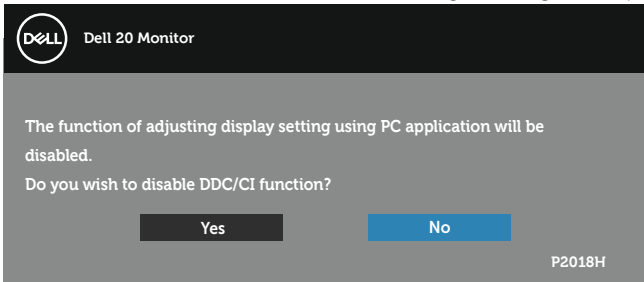 DELL
Dell 20 Monitor
The function of adjusting display setting using PC application will be
disabled.
Do you wish to disable DDC/CI function?
Yes
No
P2018H